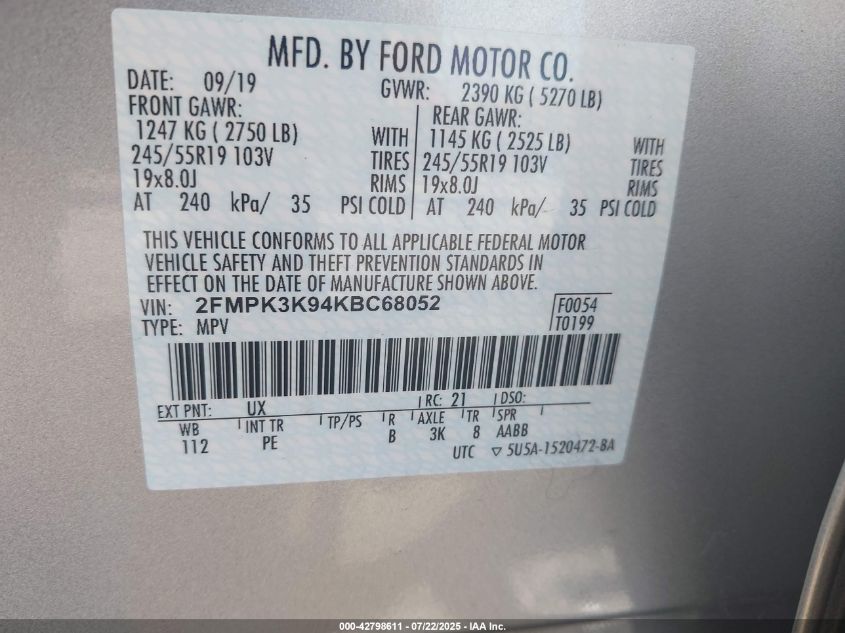 MFD. BY FORD MOTOR CO.
DATE: 09/19 GVWR: 2390 KG ( 5270 LB)
FRONT GAWR: REAR GAWR:
1247 KG ( 2750 LB) WITH 1145 KG ( 2525 LB) WITH
245/55R19 103V TIRES 245/55R19 103V TIRES
19x8.0J RIMS 19x8.0J RIMS
AT 240 kPa/ 35 PSI COLD AT 240 kPa/ 35 PSI COLD
THIS VEHICLE CONFORMS TO ALL APPLICABLE FEDERAL MOTOR
VEHICLE SAFETY AND THEFT PREVENTION STANDARDS IN
EFFECT ON THE DATE OF MANUFACTURE SHOWN ABOVE.
VIN: 2FMPK3K94KBC68052 F0054
TYPE: MPV T0199
EXT PNT: UX RC: 21 DSO:
WB INT TR TP/PS R AXLE TR SPR
112 PE B 3K 8 AABB
UTC ▽ 5U5A-1520472-BA
000-42798611 - 07/22/2025 - IAA Inc.